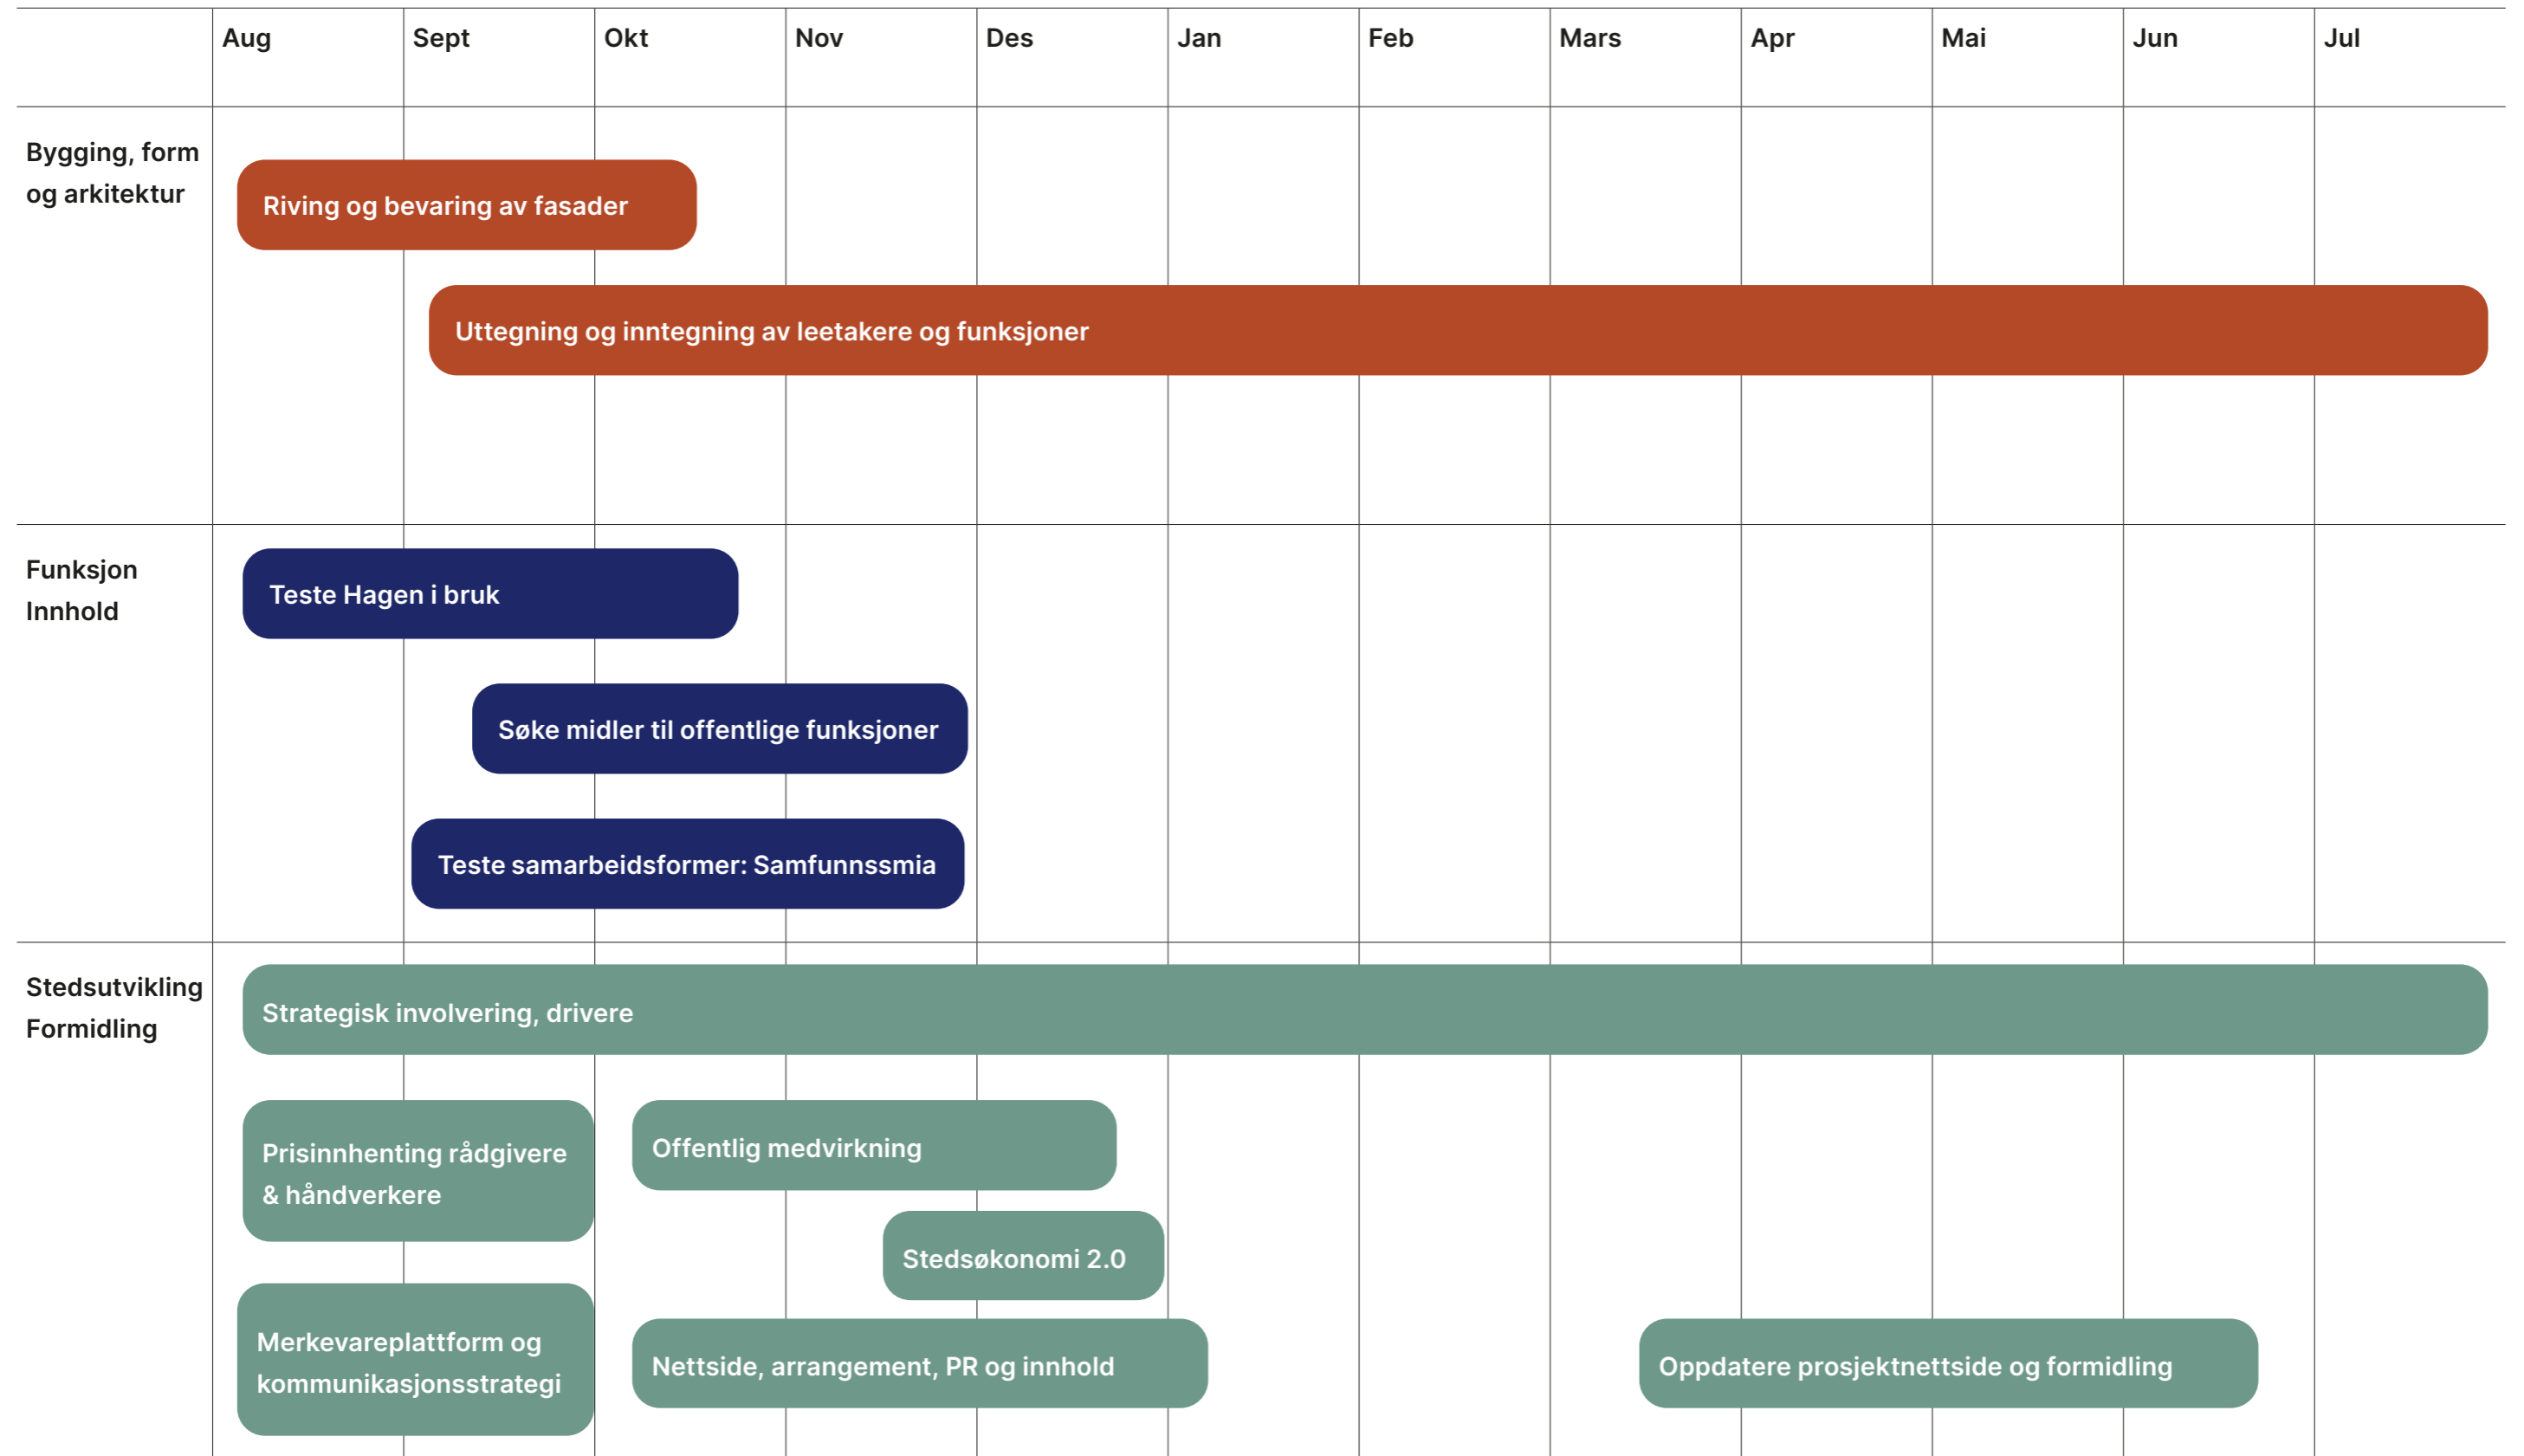 Aug Sept Okt Nov Des Jan Feb Mars Apr Mai Jun Jul
Bygging, form
og arkitektur
Riving og bevaring av fasader
Uttegning og inntegning av leetakere og funksjoner
Funksjon
Innhold
Teste Hagen i bruk
Søke midler til offentlige funksjoner
Teste samarbeidsformer: Samfunnssmia
Stedsutvikling
Formidling
Strategisk involvering, drivere
Prisinnhenting rådgivere
& håndverkere
Offentlig medvirkning
Stedsøkonomi 2.0
Merkevareplattform og
kommunikasjonsstrategi
Nettside, arrangement, PR og innhold
Oppdatere prosjektnettside og formidling